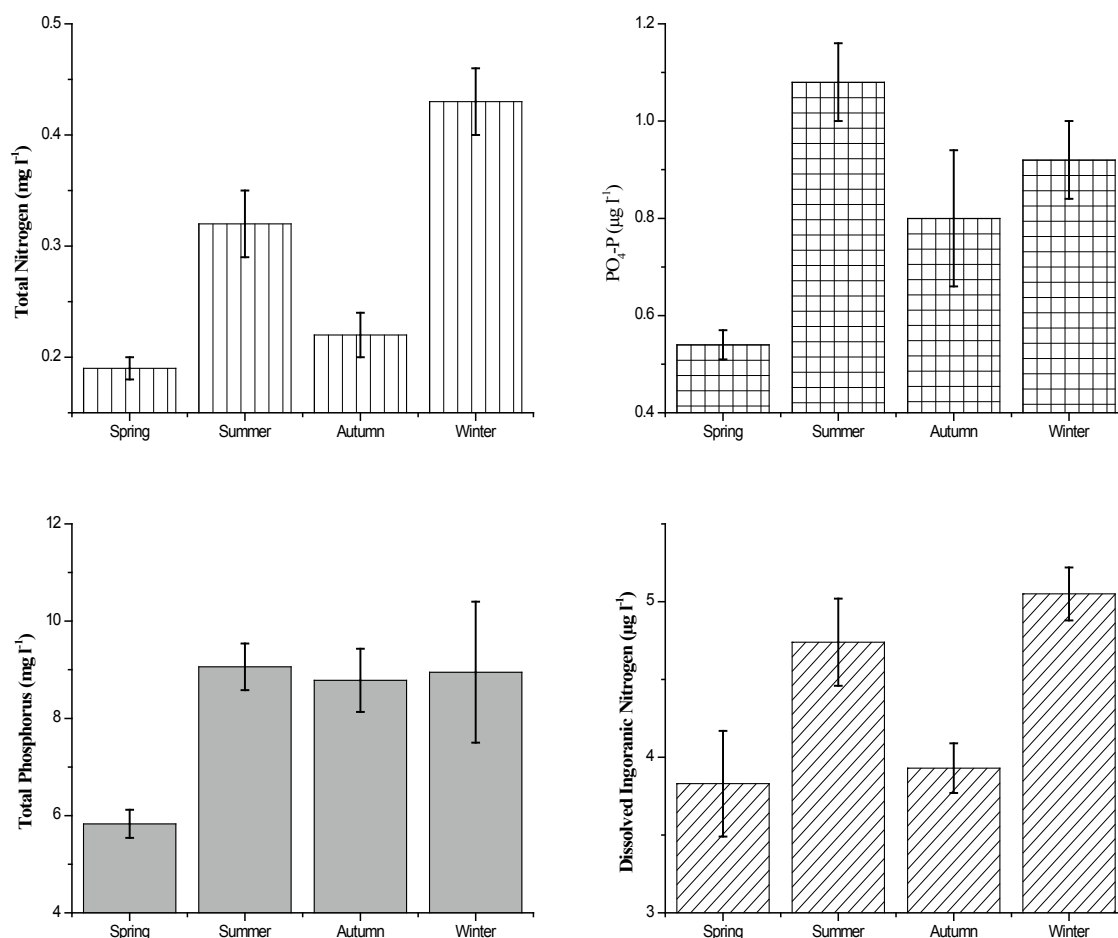 0.5
0.4
0.3
0.2
Total Nitrogen (mg l⁻¹)
Spring Summer Autumn Winter
1.2
1.0
0.8
0.6
0.4
PO₄-P (µg l⁻¹)
Spring Summer Autumn Winter
12
10
8
6
4
Total Phosphorus (mg l⁻¹)
Spring Summer Autumn Winter
5
4
3
Dissolved Ingoranic Nitrogen (µg l⁻¹)
Spring Summer Autumn Winter